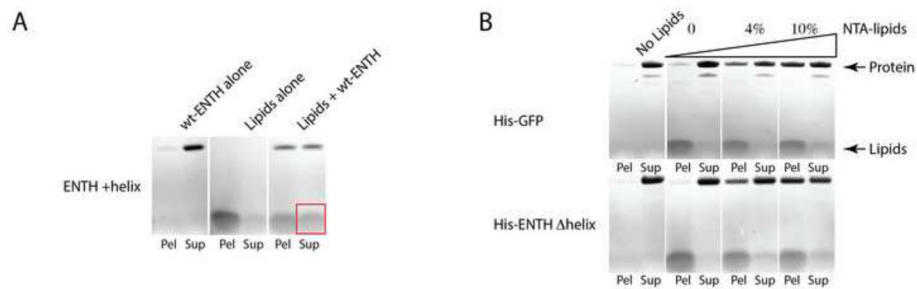 A
wt-ENTH alone
Lipids alone
Lipids + wt-ENTH
ENTH +helix
Pel Sup Pel Sup Pel Sup
B
No Lipids
0 4% 10% NTA-lipids
Protein
His-GFP
Lipids
Pel Sup Pel Sup Pel Sup Pel Sup
His-ENTH Δhelix
Pel Sup Pel Sup Pel Sup Pel Sup